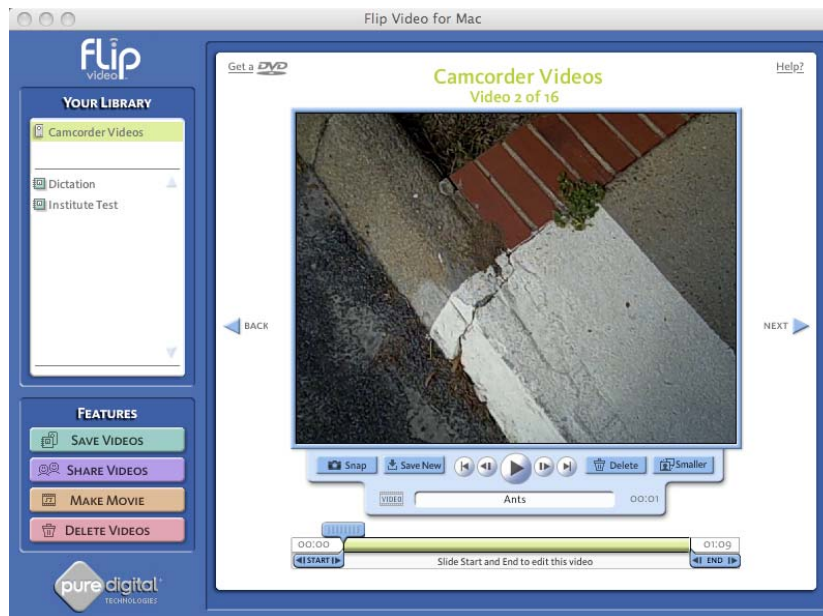 Flip Video for Mac
flip
video
YOUR LIBRARY
Camcorder Videos
Dictation
Institute Test
FEATURES
SAVE VIDEOS
SHARE VIDEOS
MAKE MOVIE
DELETE VIDEOS
pure digital
TECHNOLOGIES
Get a DVD
Help?
Camcorder Videos
Video 2 of 16
BACK
NEXT
Snap
Save New
Delete
Smaller
VIDEO
Ants
00:01
00:00
01:09
START
Slide Start and End to edit this video
END